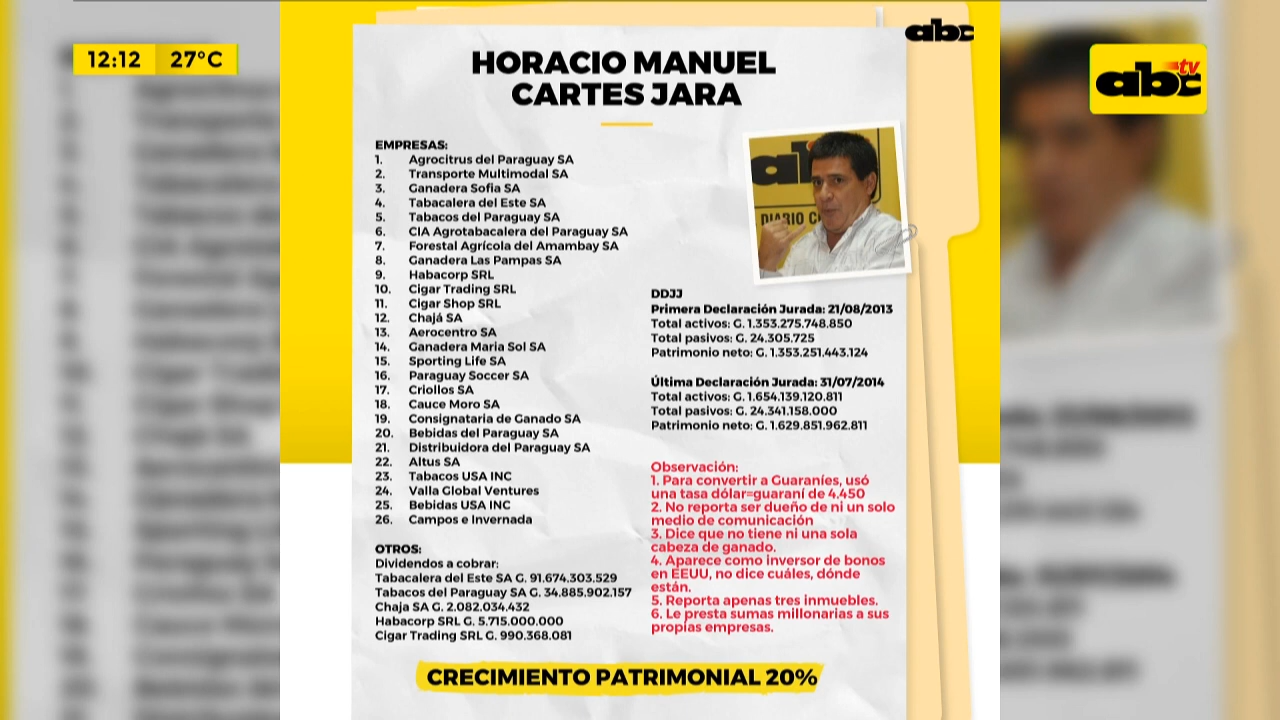 12:12 27°C
abc
abc tv
HORACIO MANUEL
CARTES JARA
EMPRESAS:
1. Agrocitrus del Paraguay SA
2. Transporte Multimodal SA
3. Ganadera Sofia SA
4. Tabacalera del Este SA
5. Tabacos del Paraguay SA
6. CIA Agrotabacalera del Paraguay SA
7. Forestal Agrícola del Amambay SA
8. Ganadera Las Pampas SA
9. Habacorp SRL
10. Cigar Trading SRL
11. Cigar Shop SRL
12. Chajá SA
13. Aerocentro SA
14. Ganadera Maria Sol SA
15. Sporting Life SA
16. Paraguay Soccer SA
17. Criollos SA
18. Cauce Moro SA
19. Consignataria de Ganado SA
20. Bebidas del Paraguay SA
21. Distribuidora del Paraguay SA
22. Altus SA
23. Tabacos USA INC
24. Valla Global Ventures
25. Bebidas USA INC
26. Campos e Invernada
OTROS:
Dividendos a cobrar:
Tabacalera del Este SA G. 91.674.303.529
Tabacos del Paraguay SA G. 34.885.902.157
Chaja SA G. 2.082.034.432
Habacorp SRL G. 5.715.000.000
Cigar Trading SRL G. 990.368.081
DIARIO
DDJJ
Primera Declaración Jurada: 21/08/2013
Total activos: G. 1.353.275.748.850
Total pasivos: G. 24.305.725
Patrimonio neto: G. 1.353.251.443.124
Última Declaración Jurada: 31/07/2014
Total activos: G. 1.654.139.120.811
Total pasivos: G. 24.341.158.000
Patrimonio neto: G. 1.629.851.962.811
Observación:
1. Para convertir a Guaraníes, usó
una tasa dólar=guaraní de 4.450
2. No reporta ser dueño de ni un solo
medio de comunicación
3. Dice que no tiene ni una sola
cabeza de ganado.
4. Aparece como inversor de bonos
en EEUU, no dice cuáles, dónde
están.
5. Reporta apenas tres inmuebles.
6. Le presta sumas millonarias a sus
propias empresas.
CRECIMIENTO PATRIMONIAL 20%